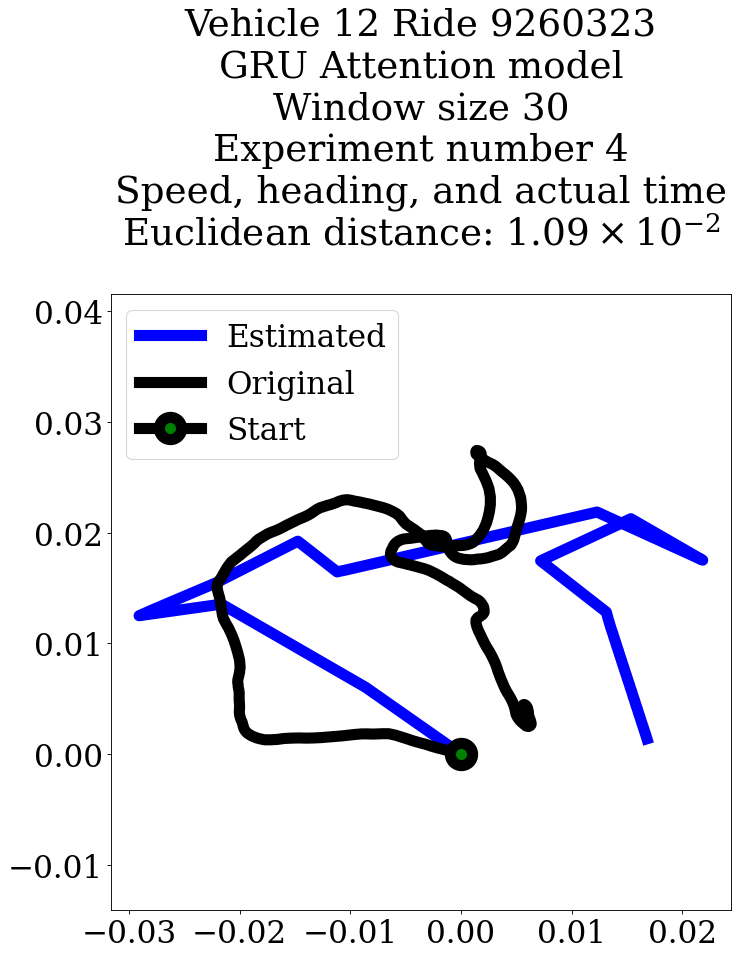 Vehicle 12 Ride 9260323
GRU Attention model
Window size 30
Experiment number 4
Speed, heading, and actual time
Euclidean distance: 1.09 × 10⁻²
Estimated
Original
Start
0.04
0.03
0.02
0.01
0.00
−0.01
−0.03 −0.02 −0.01 0.00 0.01 0.02